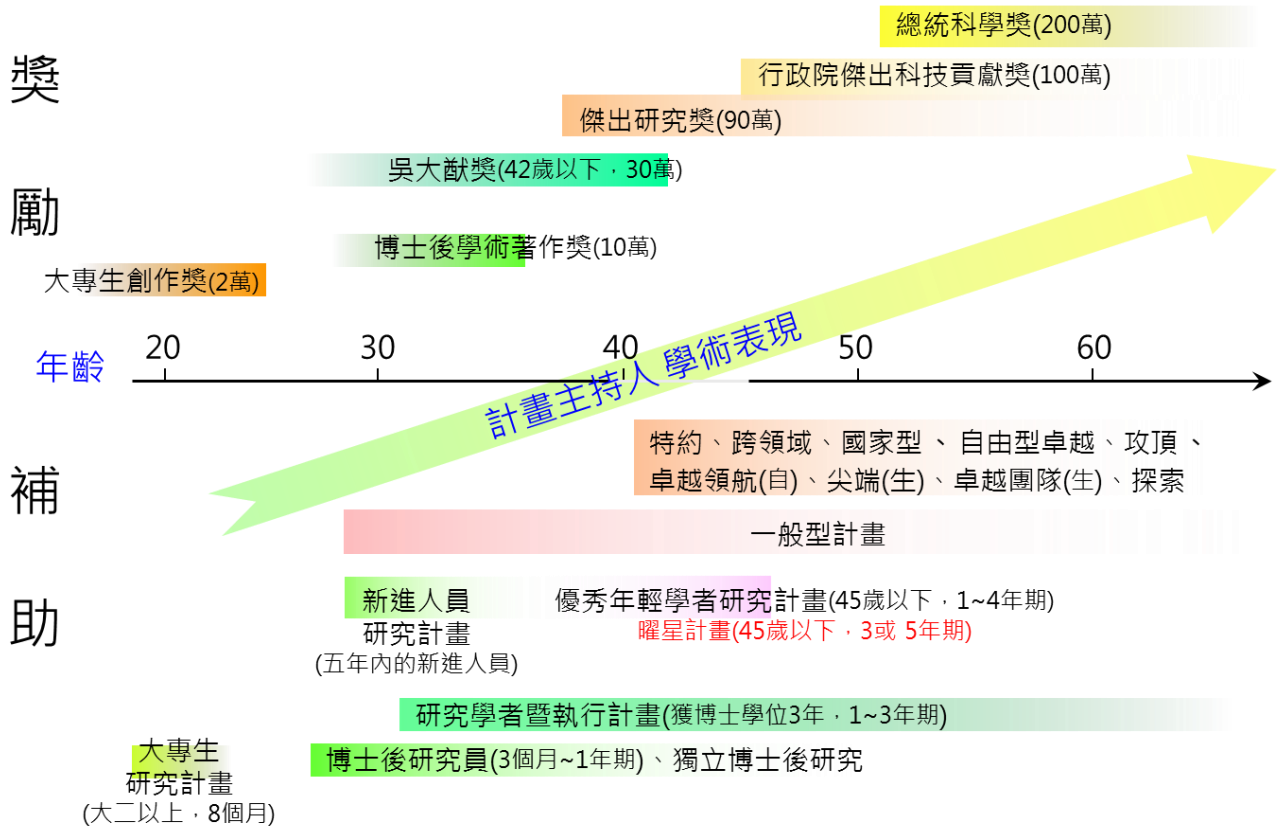 獎勵
總統科學獎(200萬)
行政院傑出科技貢獻獎(100萬)
傑出研究獎(90萬)
吳大猷獎(42歲以下，30萬)
博士後學術著作獎(10萬)
大專生創作獎(2萬)
年齡
20 30 40 50 60
計畫主持人 學術表現
補助
特約、跨領域、國家型、自由型卓越、攻頂、
卓越領航(自)、尖端(生)、卓越團隊(生)、探索
一般型計畫
新進人員
研究計畫
(五年內的新進人員)
優秀年輕學者研究計畫(45歲以下，1~4年期)
曜星計畫(45歲以下，3或 5年期)
研究學者暨執行計畫(獲博士學位3年，1~3年期)
大專生
研究計畫
(大二以上，8個月)
博士後研究員(3個月~1年期)、獨立博士後研究